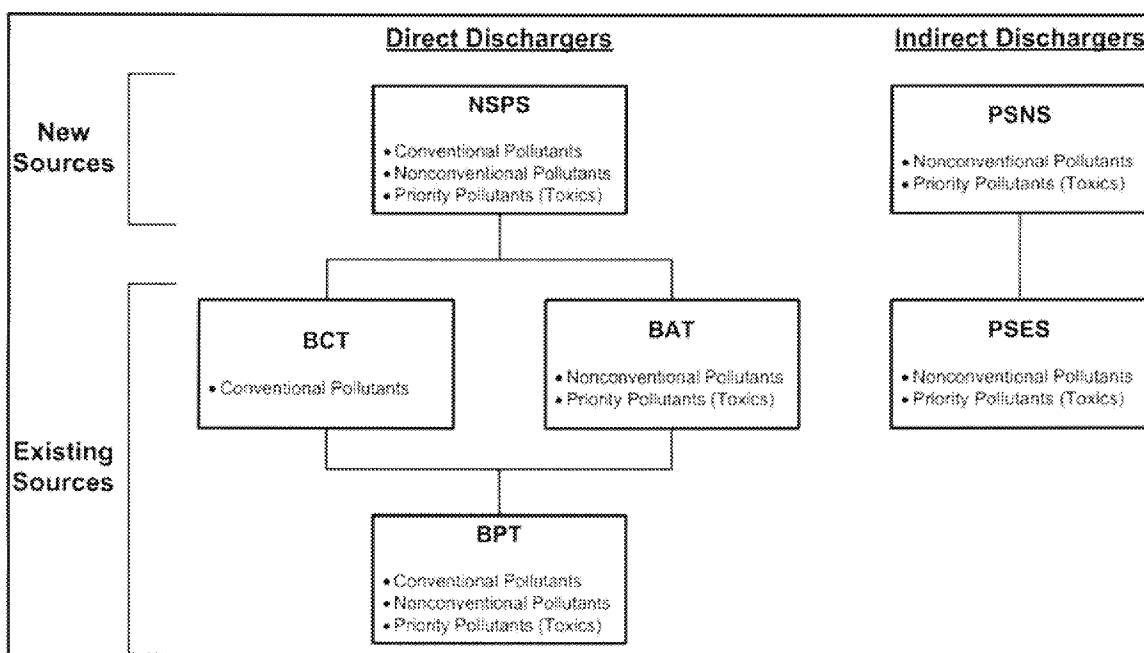 Direct Dischargers
Indirect Dischargers
New
Sources
NSPS
• Conventional Pollutants
• Nonconventional Pollutants
• Priority Pollutants (Toxics)
PSNS
• Nonconventional Pollutants
• Priority Pollutants (Toxics)
Existing
Sources
BCT
• Conventional Pollutants
BAT
• Nonconventional Pollutants
• Priority Pollutants (Toxics)
PSES
• Nonconventional Pollutants
• Priority Pollutants (Toxics)
BPT
• Conventional Pollutants
• Nonconventional Pollutants
• Priority Pollutants (Toxics)